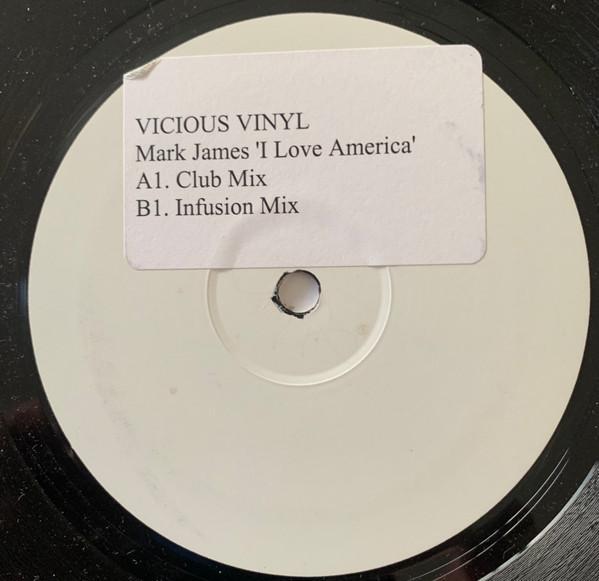 VICIOUS VINYL
Mark James 'I Love America'
A1. Club Mix
B1. Infusion Mix